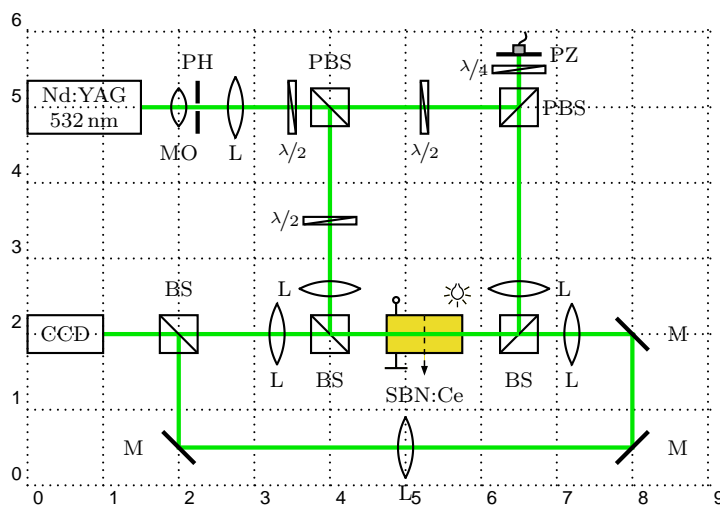 6
PBS
PZ
PH
λ/4
Nd:YAG
532 nm
5
PBS
MO
L
λ/2
λ/2
4
λ/2
3
BS
L
L
2
CCD
M
L
BS
BS
L
SBN:Ce
1
M
M
L
0
0 1 2 3 4 5 6 7 8 9